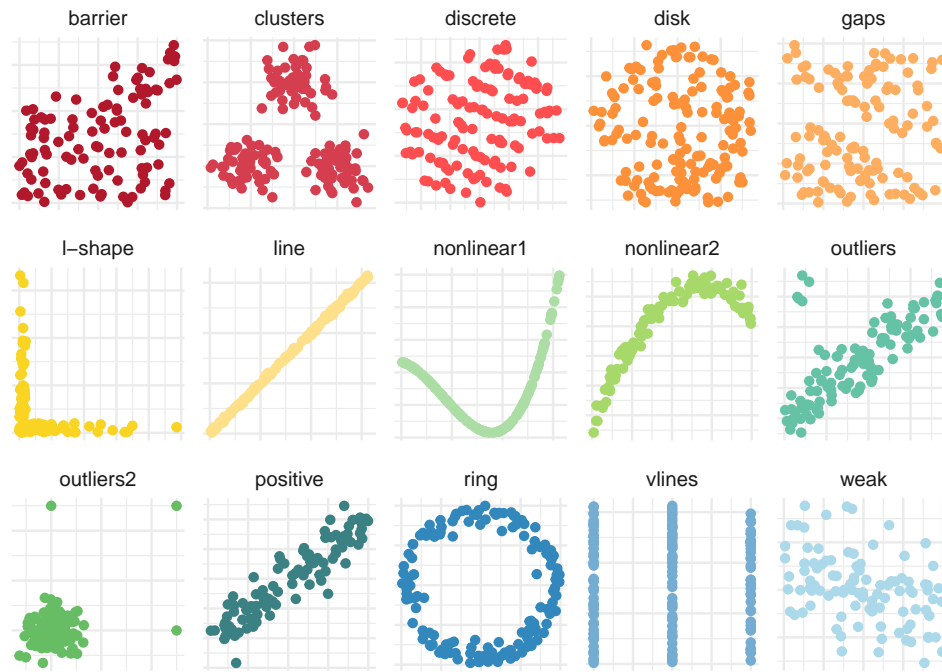 barrier clusters discrete disk gaps
l−shape line nonlinear1 nonlinear2 outliers
outliers2 positive ring vlines weak